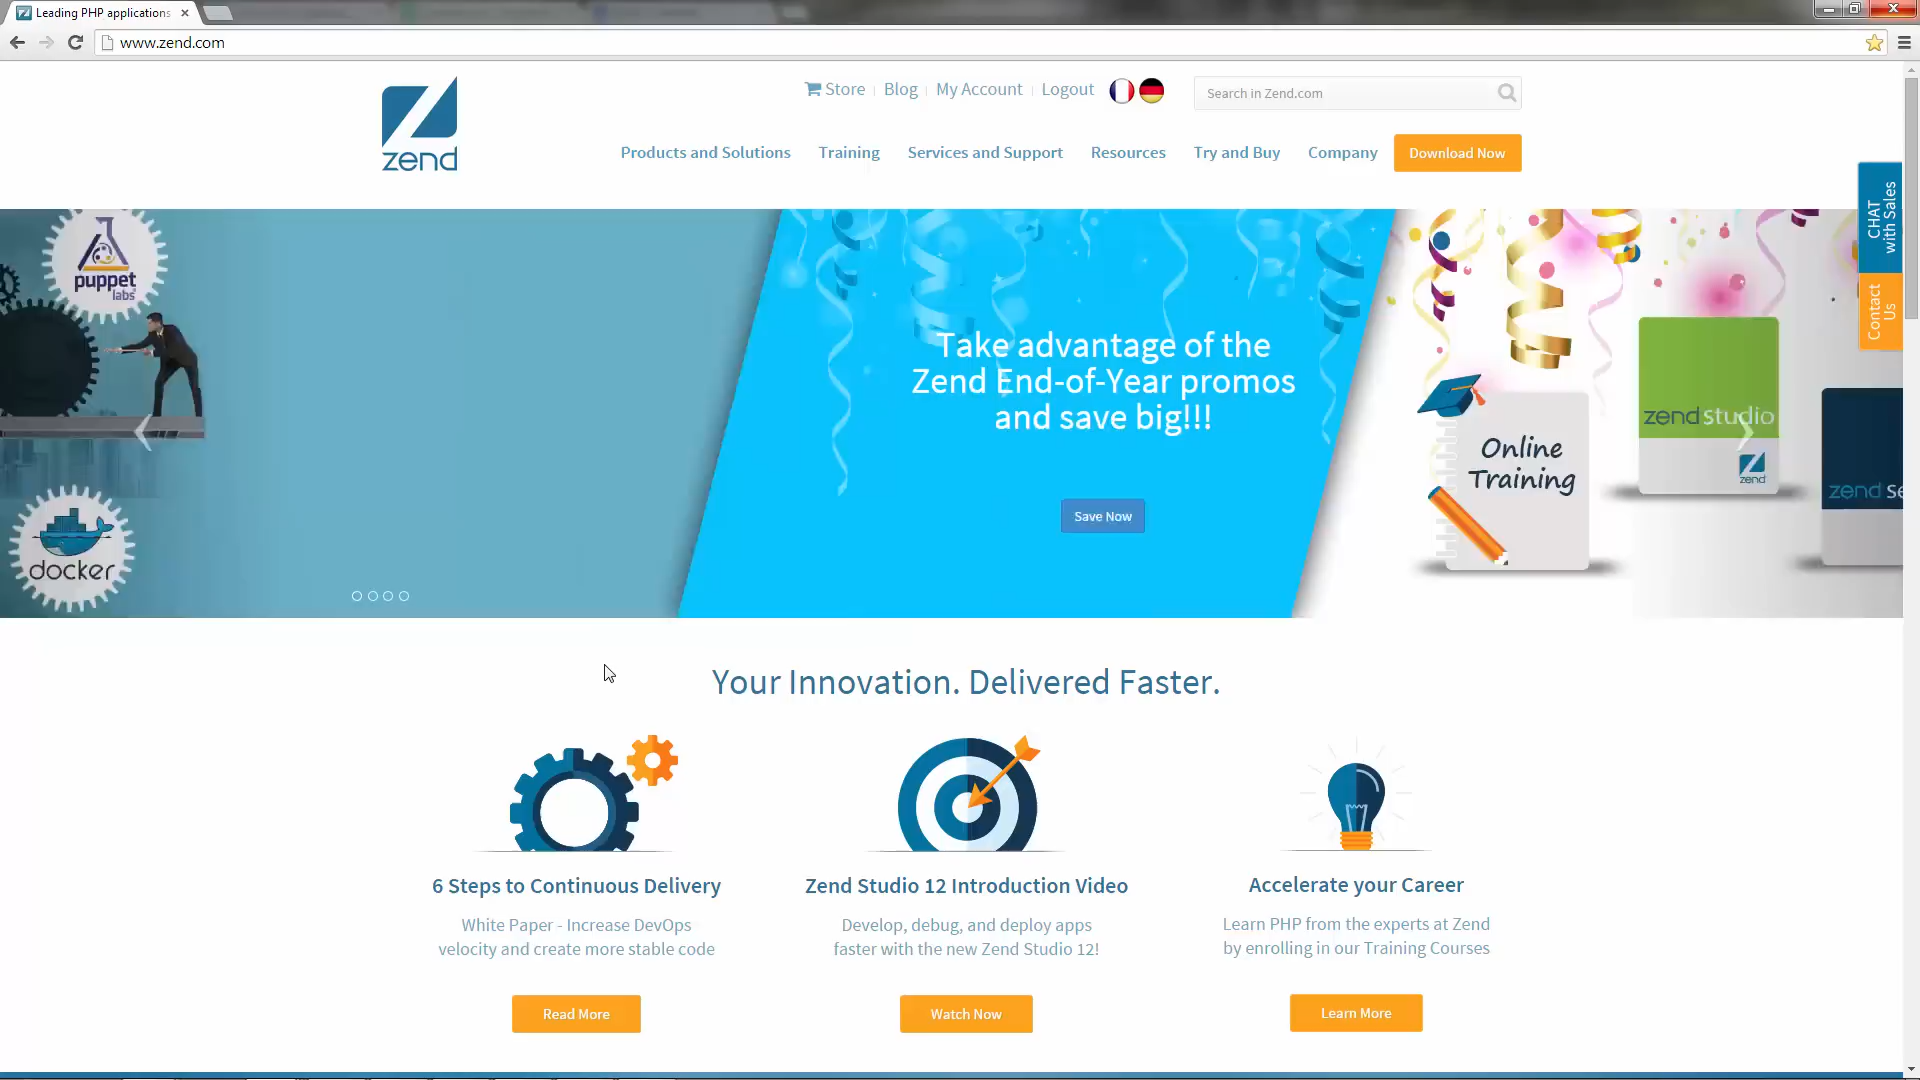 Leading PHP applications
www.zend.com
Store
Blog
My Account
Logout
Search in Zend.com
zend
Products and Solutions
Training
Services and Support
Resources
Try and Buy
Company
Download Now
CHAT
with Sales
Contact
Us
puppet
labs
docker
Take advantage of the
Zend End-of-Year promos
and save big!!!
Save Now
Online
Training
zend studio
zend
zend se
Your Innovation. Delivered Faster.
6 Steps to Continuous Delivery
White Paper - Increase DevOps
velocity and create more stable code
Read More
Zend Studio 12 Introduction Video
Develop, debug, and deploy apps
faster with the new Zend Studio 12!
Watch Now
Accelerate your Career
Learn PHP from the experts at Zend
by enrolling in our Training Courses
Learn More